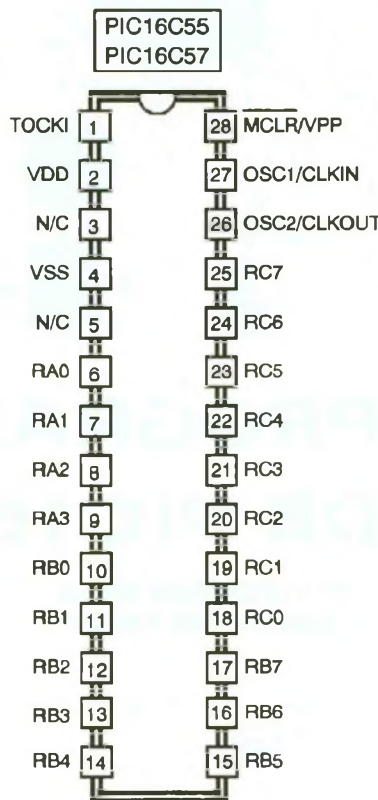 PIC16C55
PIC16C57
TOCKI 1 28 MCLR/VPP
VDD 2 27 OSC1/CLKIN
N/C 3 26 OSC2/CLKOUT
VSS 4 25 RC7
N/C 5 24 RC6
RA0 6 23 RC5
RA1 7 22 RC4
RA2 8 21 RC3
RA3 9 20 RC2
RB0 10 19 RC1
RB1 11 18 RC0
RB2 12 17 RB7
RB3 13 16 RB6
RB4 14 15 RB5